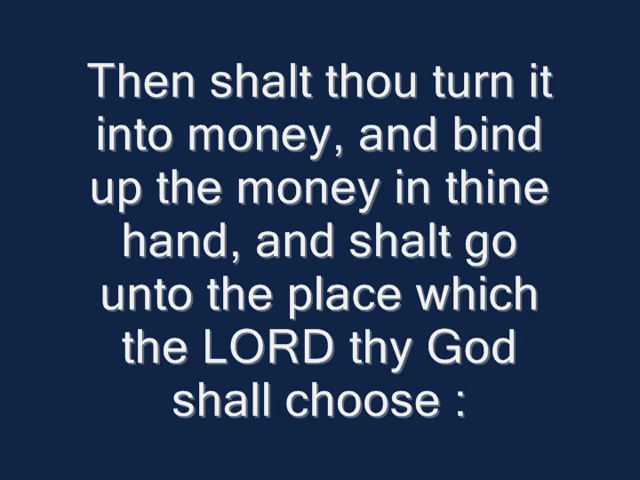 Then shalt thou turn it
into money, and bind
up the money in thine
hand, and shalt go
unto the place which
the LORD thy God
shall choose :